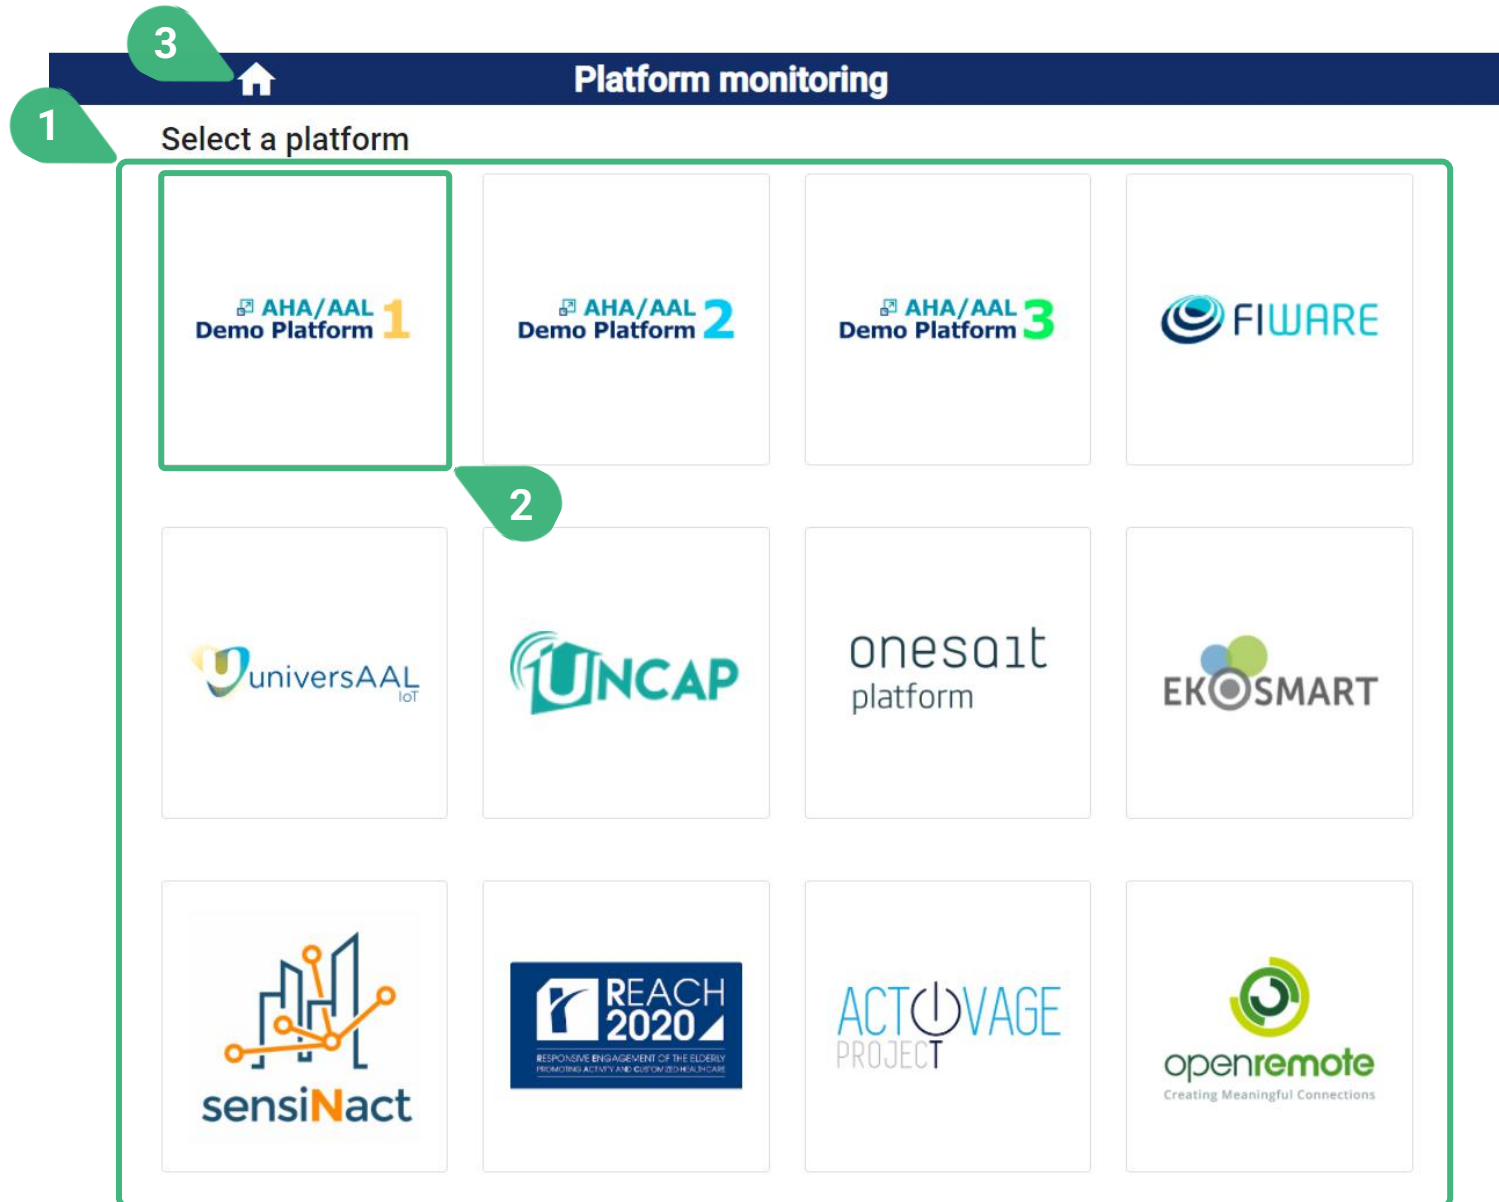 3
Platform monitoring
1
Select a platform
AHA/AAL
Demo Platform 1
AHA/AAL
Demo Platform 2
AHA/AAL
Demo Platform 3
FIWARE
2
universAAL
IoT
UNCAP
onesait
platform
EKOSMART
sensiNact
REACH
2020
RESPONSIVE ENGAGEMENT OF THE ELDERLY
PROMOTING ACTIVITY AND CUSTOMIZED HEALTHCARE
ACTIVAGE
PROJECT
openremote
Creating Meaningful Connections